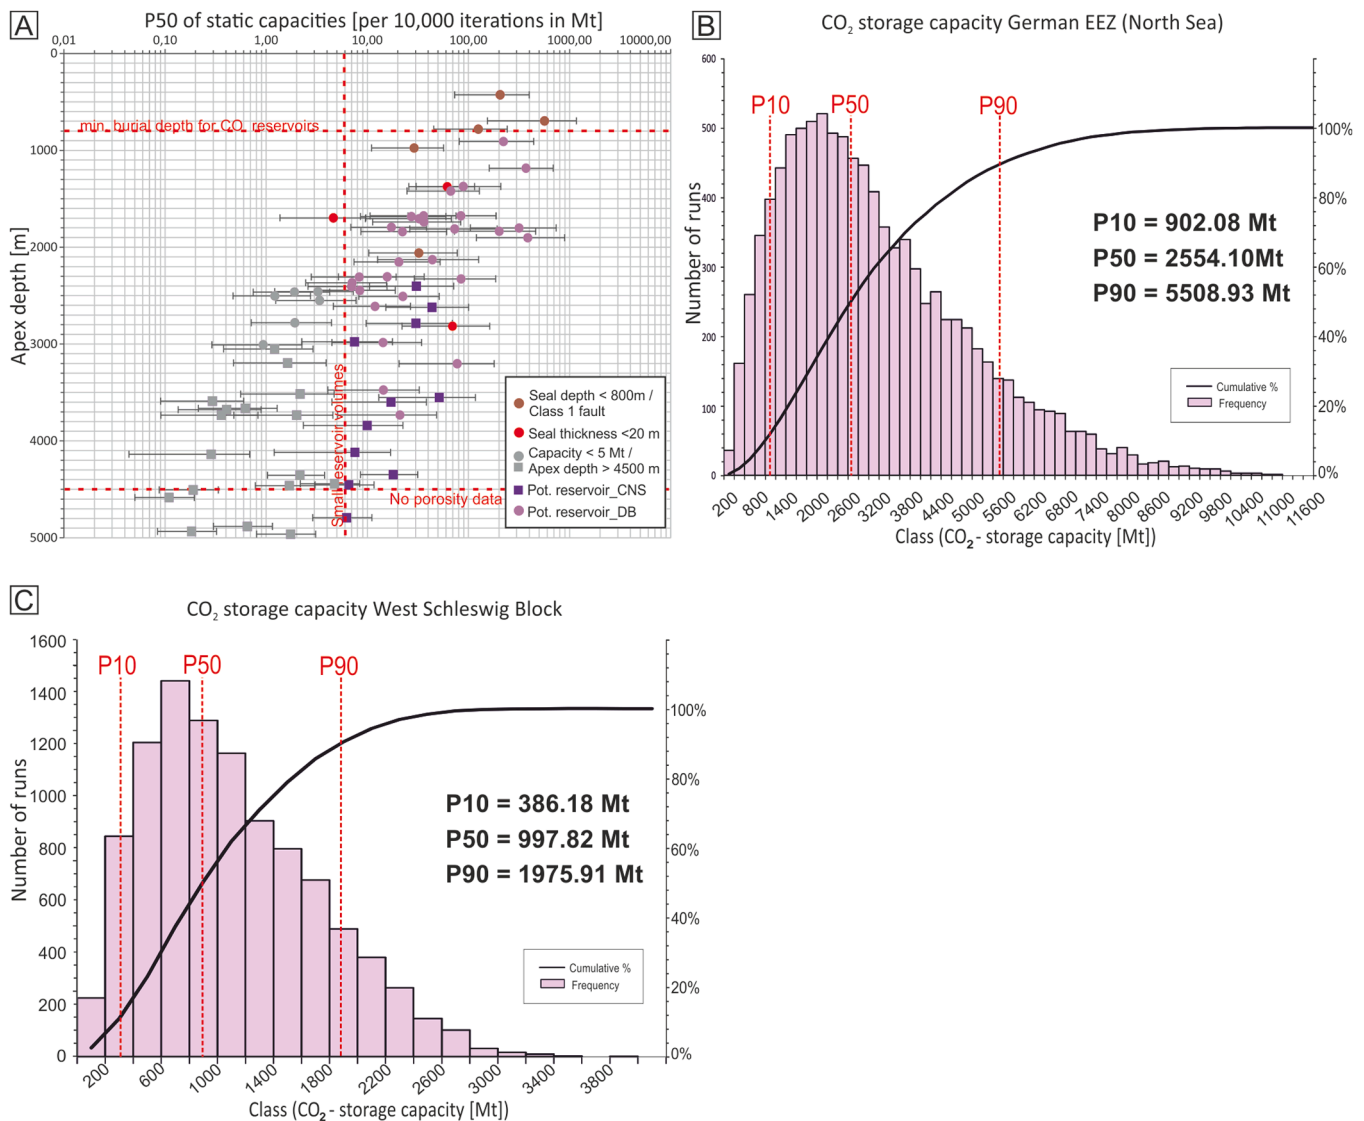 A
P50 of static capacities [per 10,000 iterations in Mt]
0,01 0,10 1,00 10,00 100,00 1000,00 10000,00
0
1000
2000
3000
4000
5000
Apex depth [m]
min. burial depth for CO2 reservoirs
Small reservoir volumes
No porosity data
Seal depth < 800m /
Class 1 fault
Seal thickness <20 m
Capacity < 5 Mt /
Apex depth > 4500 m
Pot. reservoir_CNS
Pot. reservoir_DB
B
CO2 storage capacity German EEZ (North Sea)
600
500
400
300
200
100
0
Number of runs
P10 P50 P90
100%
80%
60%
40%
20%
0%
P10 = 902.08 Mt
P50 = 2554.10Mt
P90 = 5508.93 Mt
Cumulative %
Frequency
200 800 1400 2000 2600 3200 3800 4400 5000 5600 6200 6800 7400 8000 8600 9200 9800 10400 11000 11600
Class (CO2 - storage capacity [Mt])
C
CO2 storage capacity West Schleswig Block
1600
1400
1200
1000
800
600
400
200
0
Number of runs
P10 P50 P90
100%
80%
60%
40%
20%
0%
P10 = 386.18 Mt
P50 = 997.82 Mt
P90 = 1975.91 Mt
Cumulative %
Frequency
200 600 1000 1400 1800 2200 2600 3000 3400 3800
Class (CO2 - storage capacity [Mt])